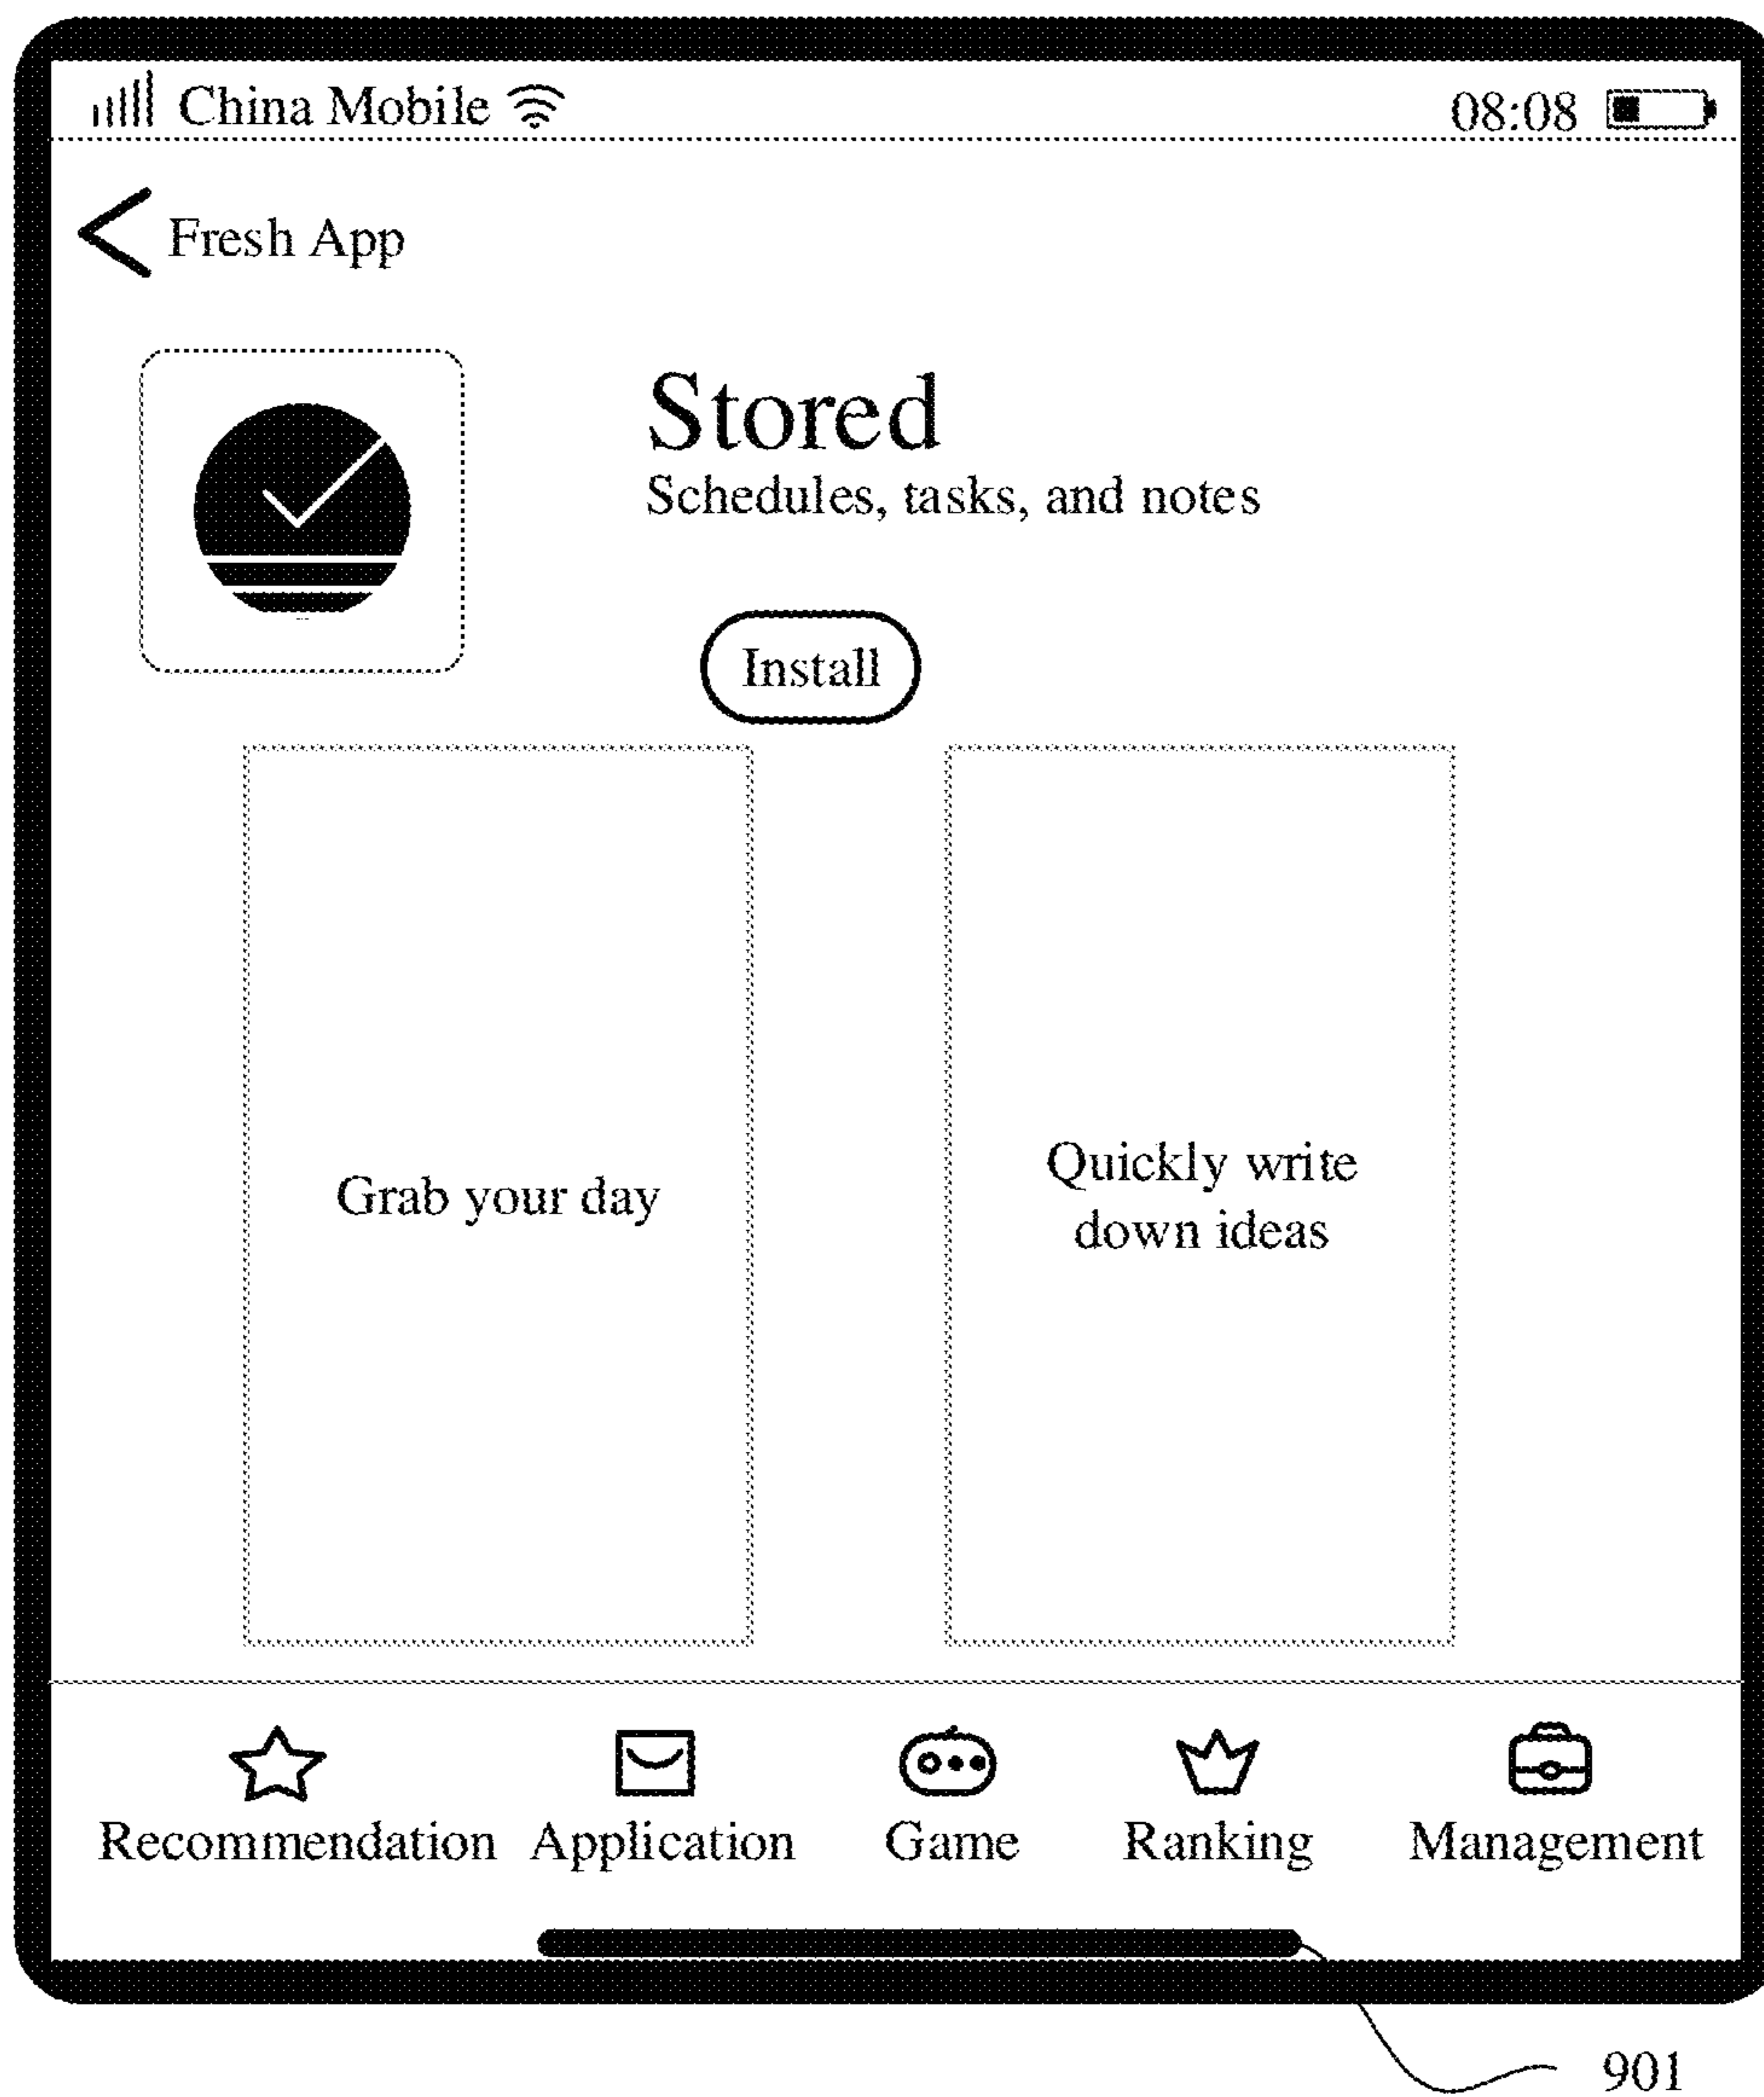 China Mobile 08:08
Fresh App
Stored
Schedules, tasks, and notes
Install
Grab your day
Quickly write
down ideas
Recommendation Application Game Ranking Management
901